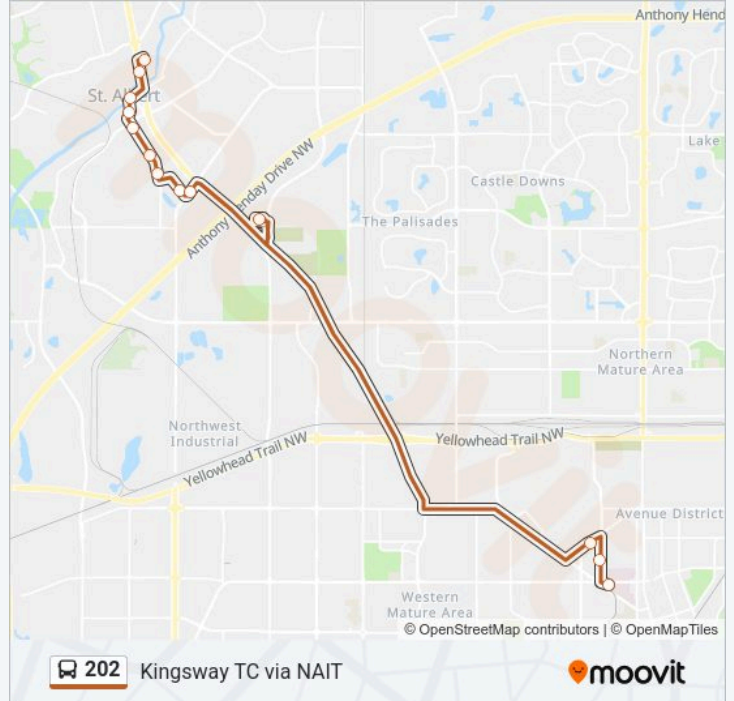 Anthony Hend
St. Albert
Lake
Anthony Henday Drive NW
Castle Downs
The Palisades
Northern
Mature Area
Northwest
Industrial
Yellowhead Trail NW
Yellowhead Trail NW
Avenue District
Western
Mature Area
© OpenStreetMap contributors | © OpenMapTiles
202 Kingsway TC via NAIT
moovit